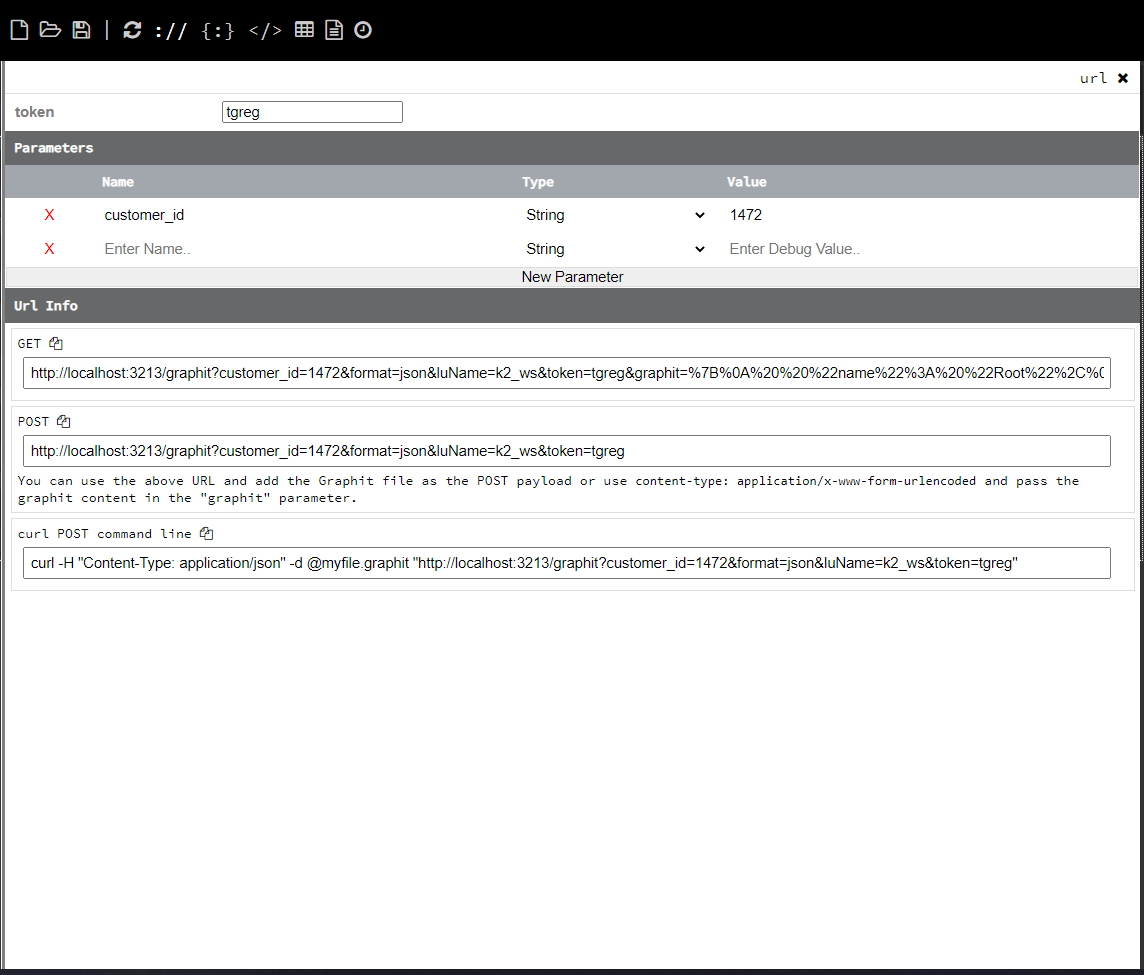 :// {:} </>
url ✖
token tgreg
Parameters
Name Type Value
X customer_id String 1472
X Enter Name.. String Enter Debug Value..
New Parameter
Url Info
GET
http://localhost:3213/graphit?customer_id=1472&format=json&luName=k2_ws&token=tgreg&graphit=%7B%0A%20%20%22name%22%3A%20%22Root%22%2C%0
POST
http://localhost:3213/graphit?customer_id=1472&format=json&luName=k2_ws&token=tgreg
You can use the above URL and add the Graphit file as the POST payload or use content-type: application/x-www-form-urlencoded and pass the
graphit content in the "graphit" parameter.
curl POST command line
curl -H "Content-Type: application/json" -d @myfile.graphit "http://localhost:3213/graphit?customer_id=1472&format=json&luName=k2_ws&token=tgreg"